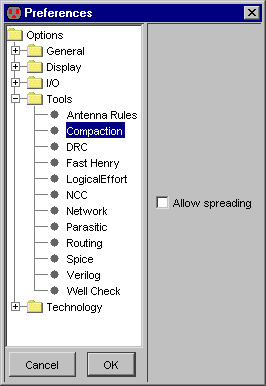 Preferences
Options
General
Display
I/O
Tools
Antenna Rules
Compaction
DRC
Fast Henry
LogicalEffort
NCC
Network
Parasitic
Routing
Spice
Verilog
Well Check
Technology
Allow spreading
Cancel
OK